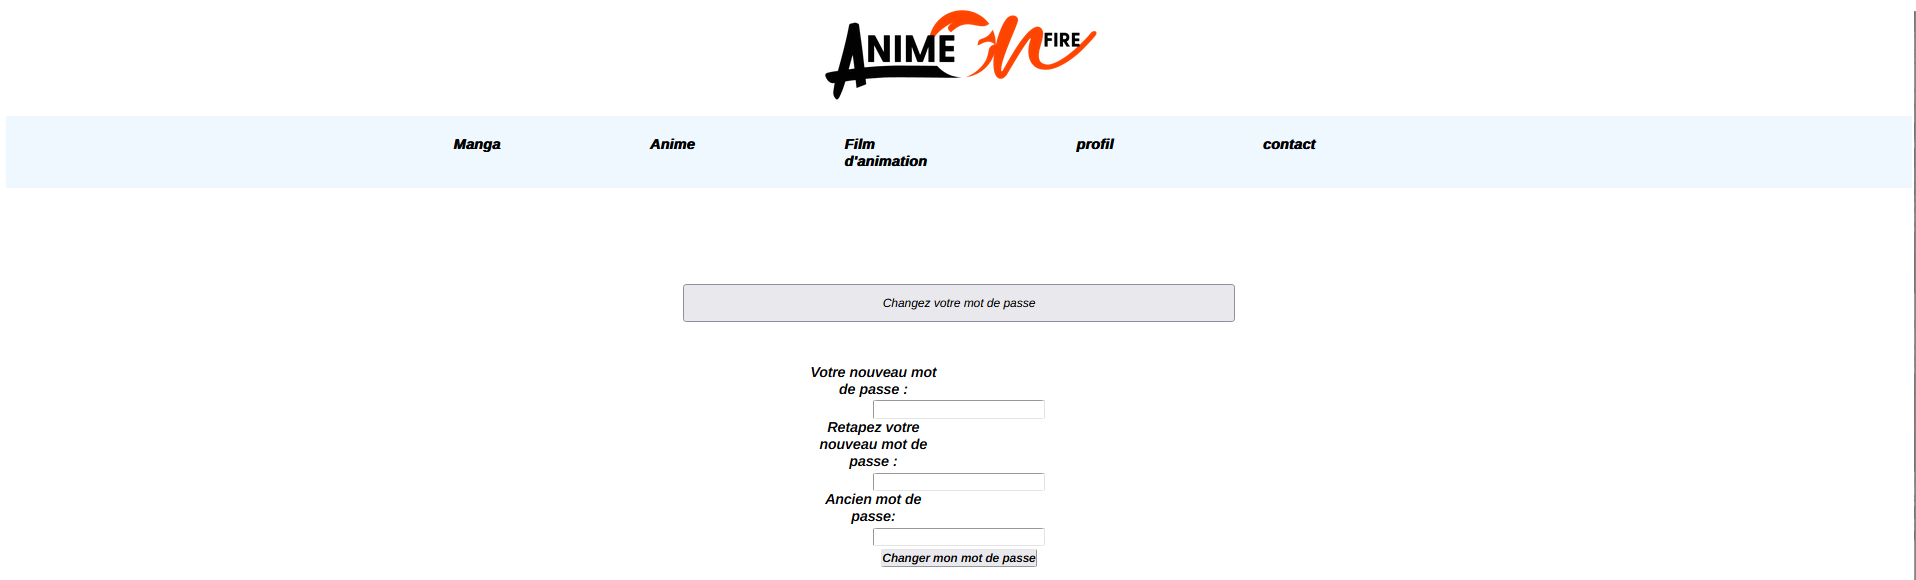 ANIME On FIRE
Manga Anime Film profil contact
d'animation
Changez votre mot de passe
Votre nouveau mot
de passe :
Retapez votre
nouveau mot de
passe :
Ancien mot de
passe:
Changer mon mot de passe